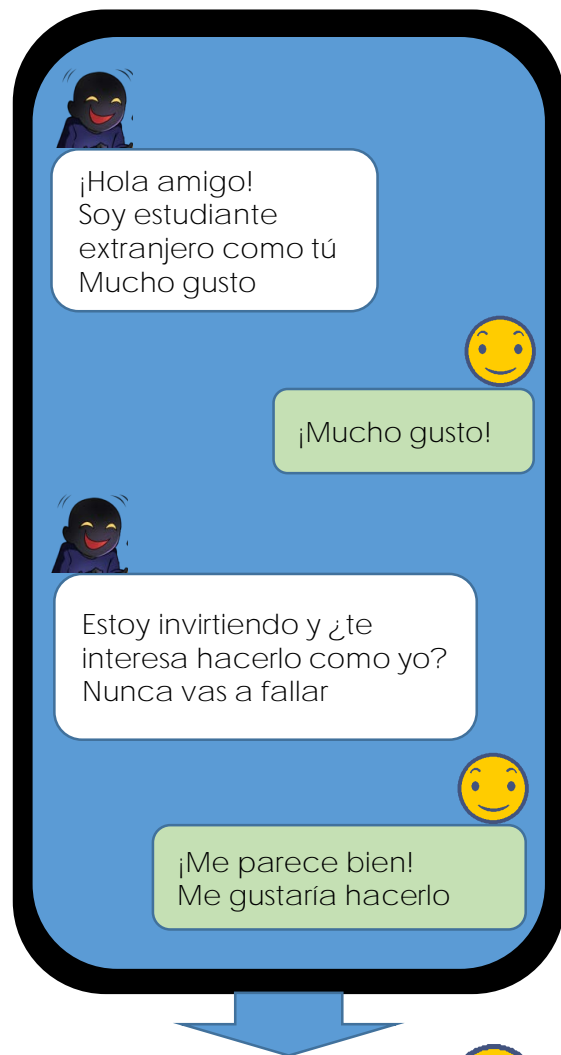 ¡Hola amigo!
Soy estudiante
extranjero como tú
Mucho gusto
¡Mucho gusto!
Estoy invirtiendo y ¿te
interesa hacerlo como yo?
Nunca vas a fallar
¡Me parece bien!
Me gustaría hacerlo